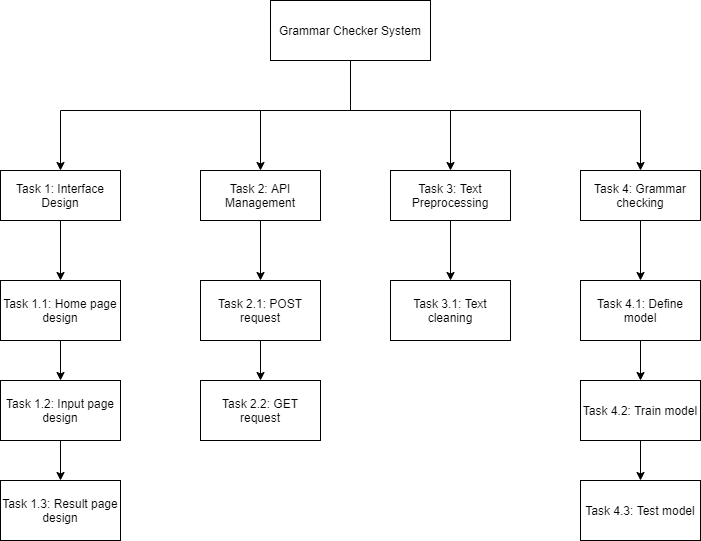 Grammar Checker System
Task 1: Interface
Design
Task 2: API
Management
Task 3: Text
Preprocessing
Task 4: Grammar
checking
Task 1.1: Home page
design
Task 2.1: POST
request
Task 3.1: Text
cleaning
Task 4.1: Define
model
Task 1.2: Input page
design
Task 2.2: GET
request
Task 4.2: Train model
Task 1.3: Result page
design
Task 4.3: Test model